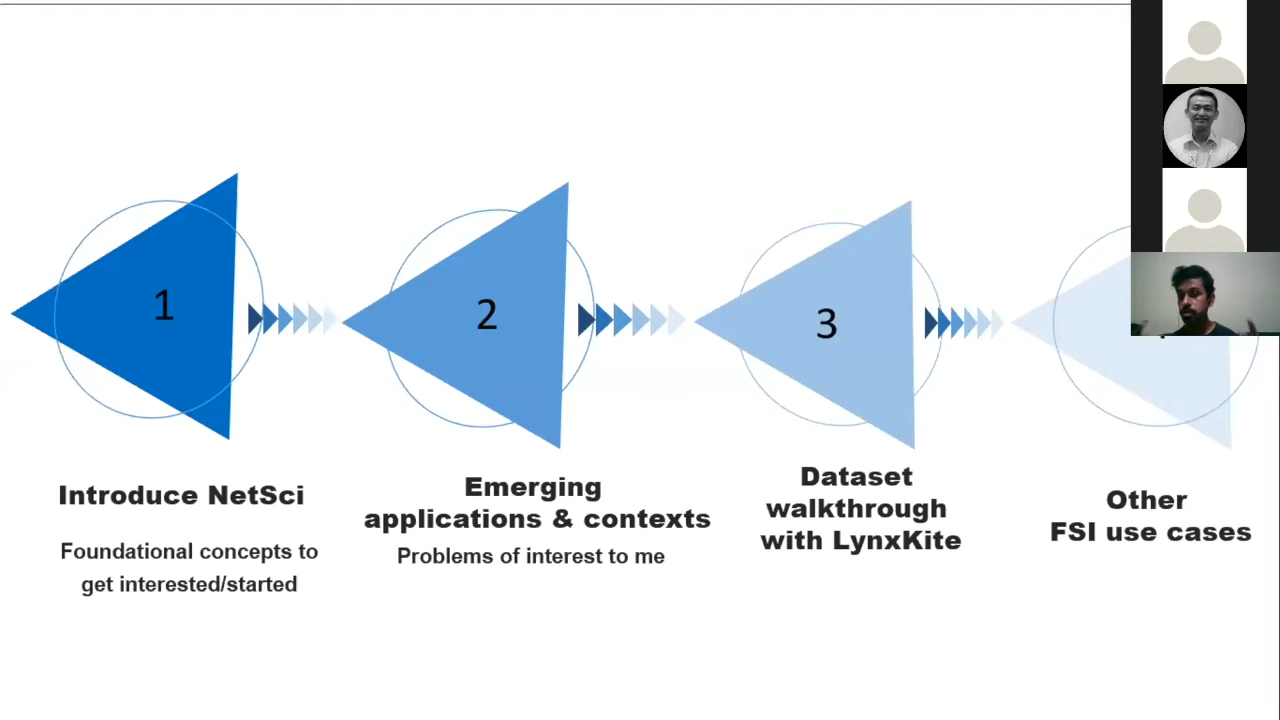 1
2
3
Introduce NetSci
Foundational concepts to
get interested/started
Emerging
applications & contexts
Problems of interest to me
Dataset
walkthrough
with LynxKite
Other
FSI use cases